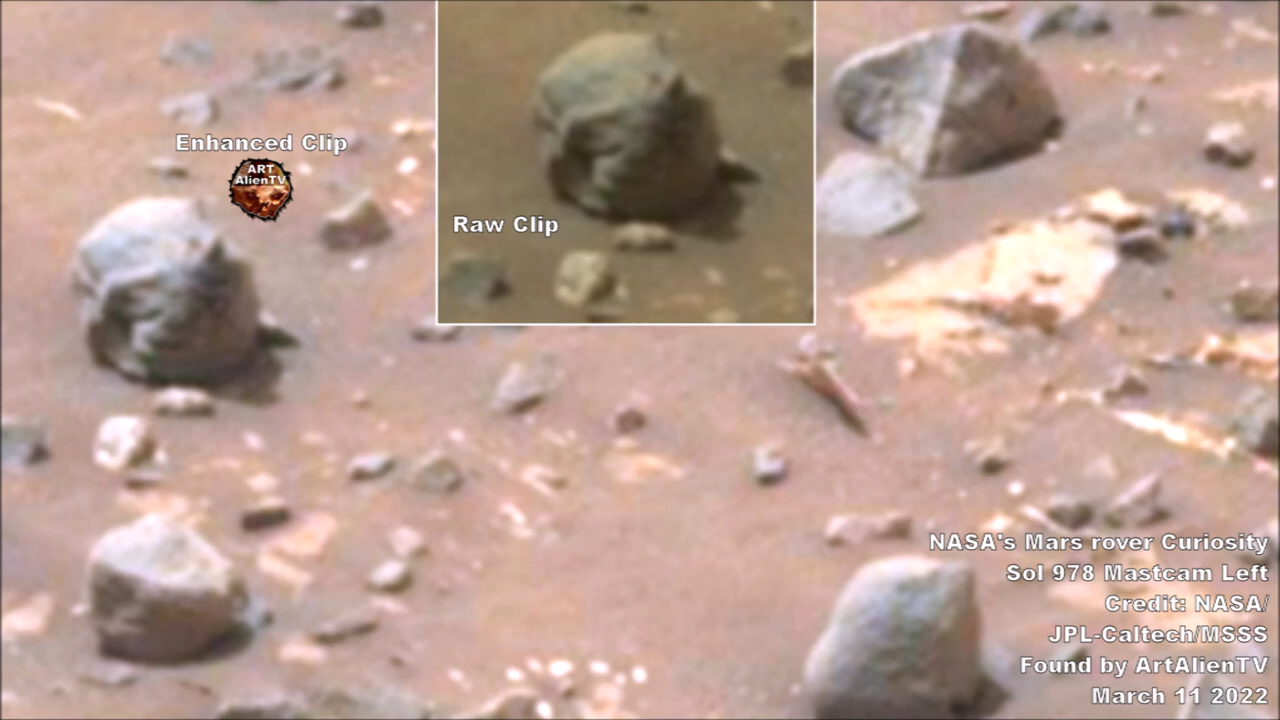 Enhanced Clip
ART
AlienTV
Raw Clip
NASA's Mars rover Curiosity
Sol 978 Mastcam Left
Credit: NASA/
JPL-Caltech/MSSS
Found by ArtAlienTV
March 11 2022